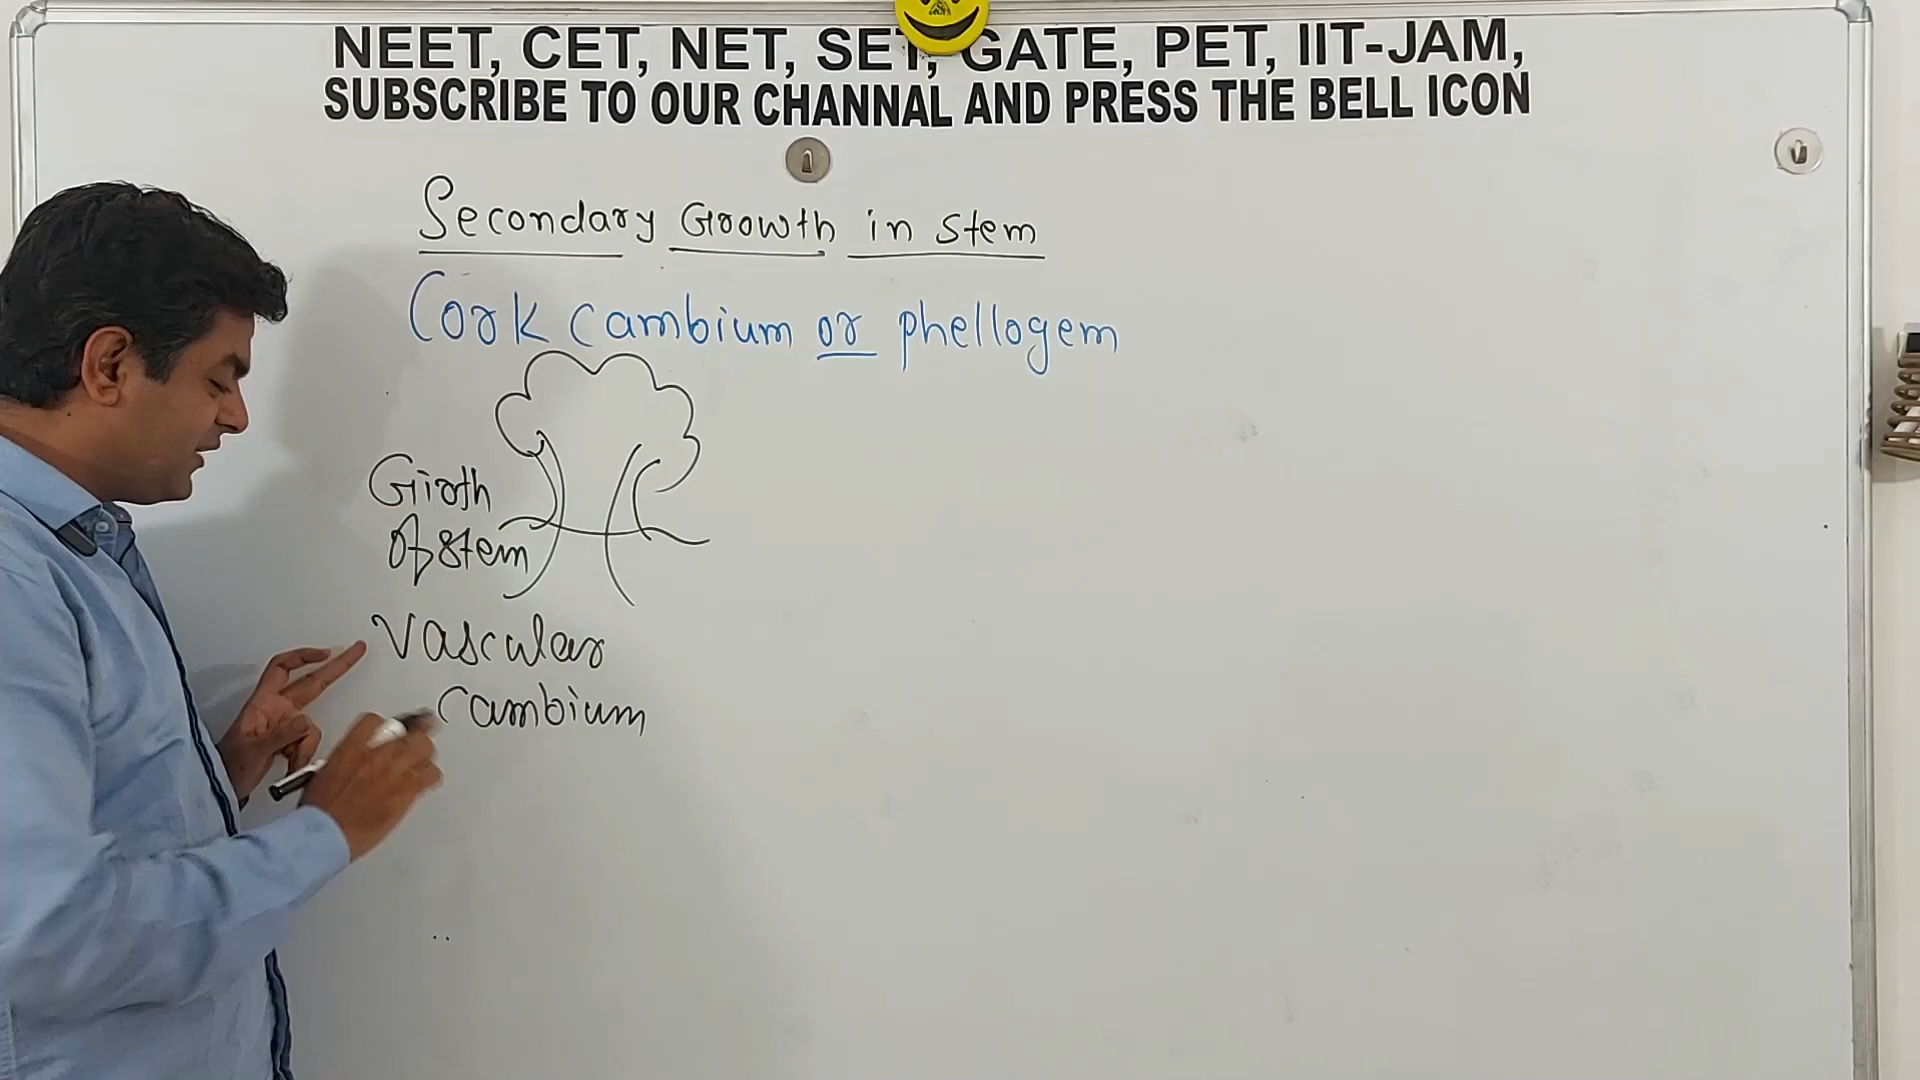 NEET, CET, NET, SET, GATE, PET, IIT-JAM,
SUBSCRIBE TO OUR CHANNAL AND PRESS THE BELL ICON
Secondary Growth in stem
Cork cambium or phellogem
Girth
of stem
Vascular
cambium